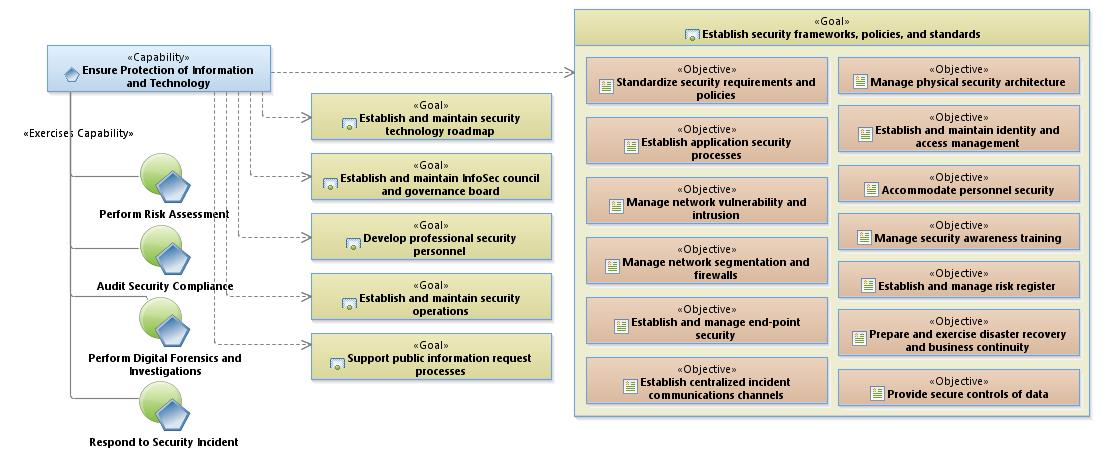 «Capability»
Ensure Protection of Information
and Technology
«Exercises Capability»
Perform Risk Assessment
Audit Security Compliance
Perform Digital Forensics and
Investigations
Respond to Security Incident
«Goal»
Establish and maintain security
technology roadmap
«Goal»
Establish and maintain InfoSec council
and governance board
«Goal»
Develop professional security
personnel
«Goal»
Establish and maintain security
operations
«Goal»
Support public information request
processes
«Goal»
Establish security frameworks, policies, and standards
«Objective»
Standardize security requirements and
policies
«Objective»
Establish application security
processes
«Objective»
Manage network vulnerability and
intrusion
«Objective»
Manage network segmentation and
firewalls
«Objective»
Establish and manage end-point
security
«Objective»
Establish centralized incident
communications channels
«Objective»
Manage physical security architecture
«Objective»
Establish and maintain identity and
access management
«Objective»
Accommodate personnel security
«Objective»
Manage security awareness training
«Objective»
Establish and manage risk register
«Objective»
Prepare and exercise disaster recovery
and business continuity
«Objective»
Provide secure controls of data